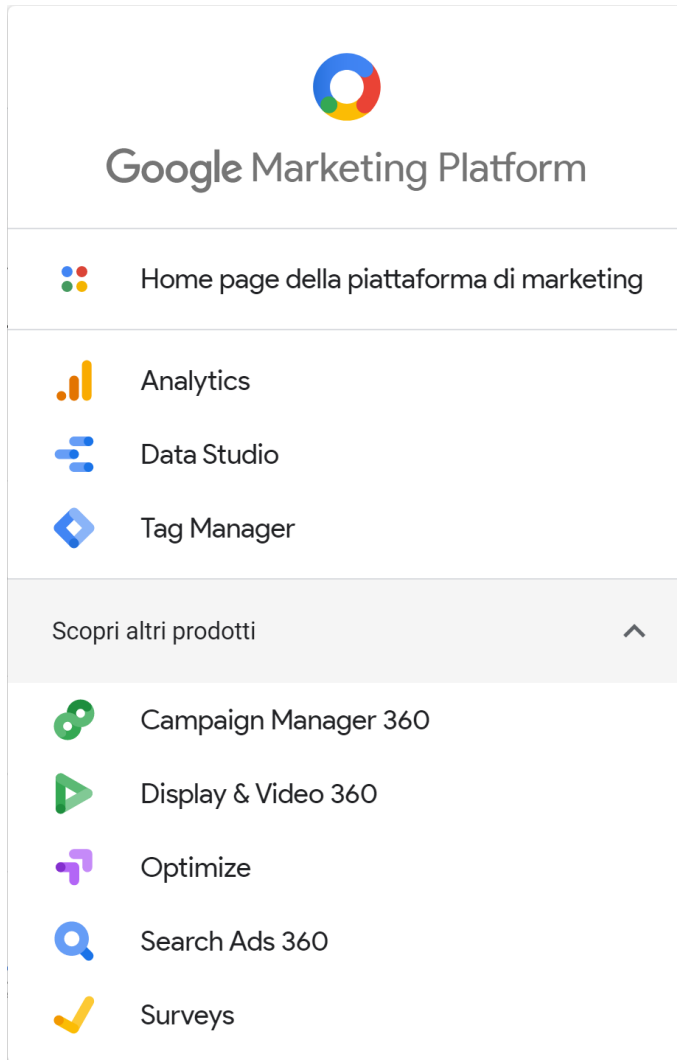 Google Marketing Platform
Home page della piattaforma di marketing
Analytics
Data Studio
Tag Manager
Scopri altri prodotti
Campaign Manager 360
Display & Video 360
Optimize
Search Ads 360
Surveys